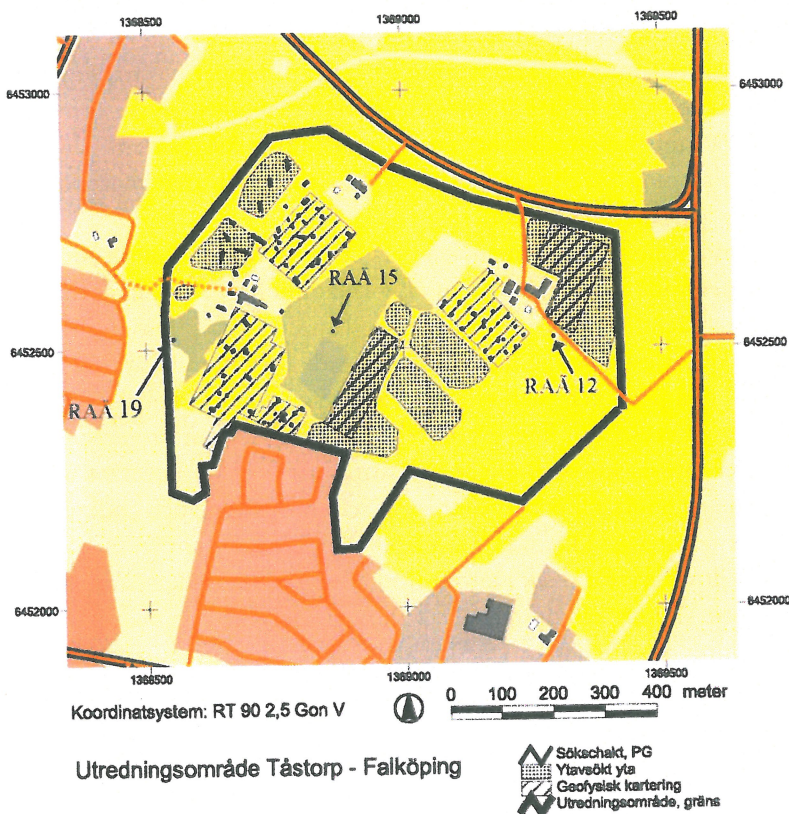 1368500
1369000
1369500
6453000
6453000
RAÄ 15
6452500
6452500
RAÄ 12
RAÄ 19
6452000
6452000
1368500
1369000
1369500
Koordinatsystem: RT 90 2,5 Gon V
0 100 200 300 400 meter
Utredningsområde Tåstorp - Falköping
Sökschakt, PG
Ytavsökt yta
Geofysisk kartering
Utredningsområde, gräns